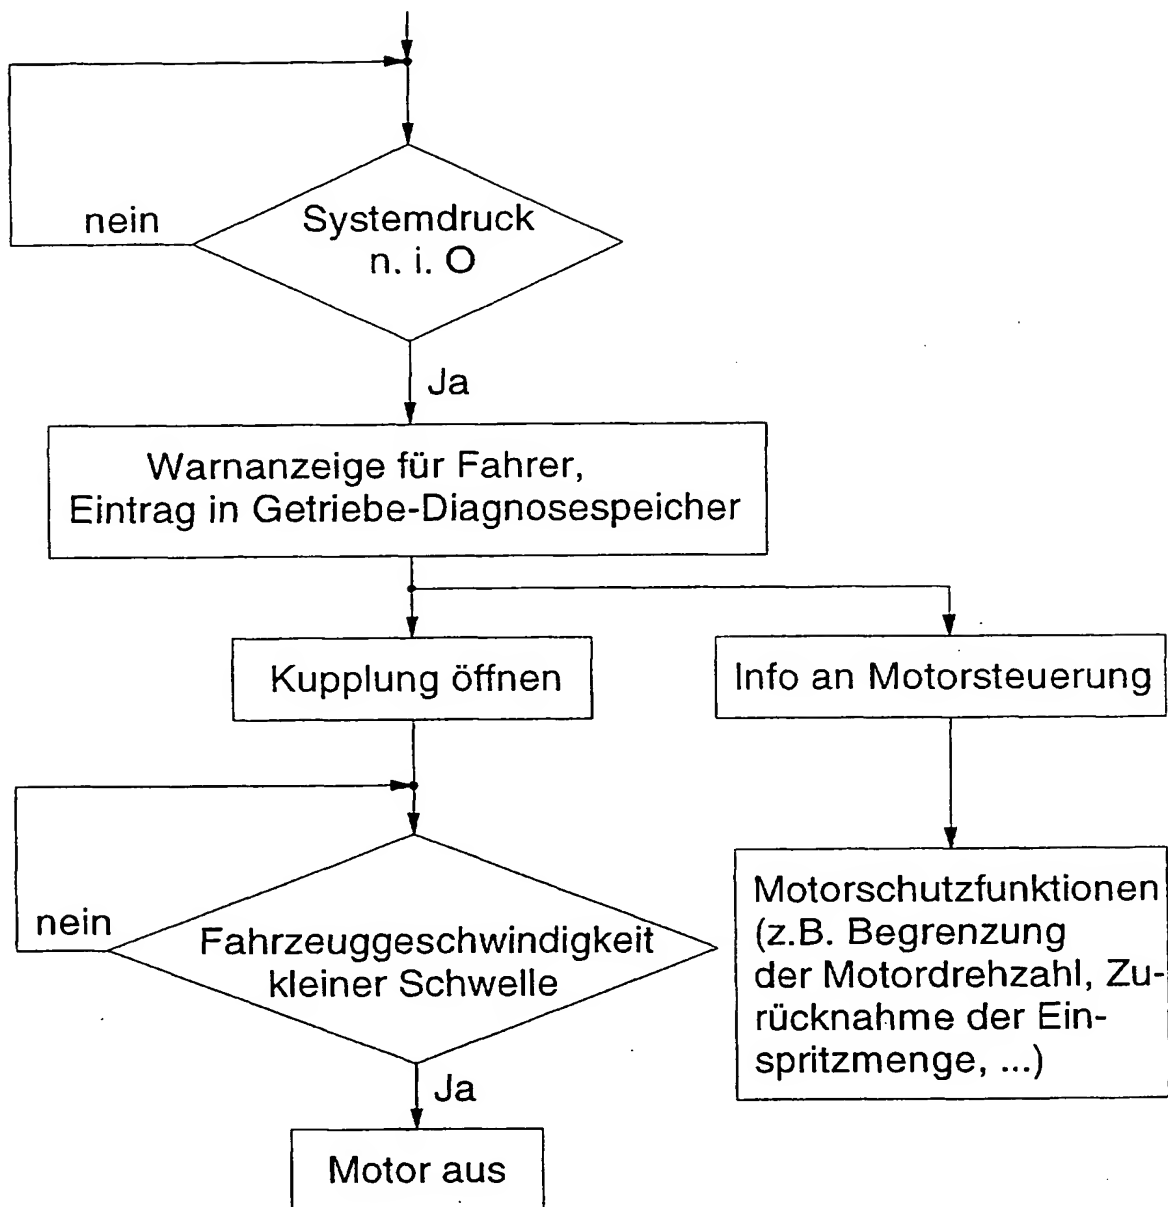 nein
Systemdruck
n. i. O
Ja
Warnanzeige für Fahrer,
Eintrag in Getriebe-Diagnosespeicher
Kupplung öffnen
Info an Motorsteuerung
nein
Fahrzeuggeschwindigkeit
kleiner Schwelle
Motorschutzfunktionen
(z.B. Begrenzung
der Motordrehzahl, Zu-
rücknahme der Ein-
spritzmenge, ...)
Ja
Motor aus